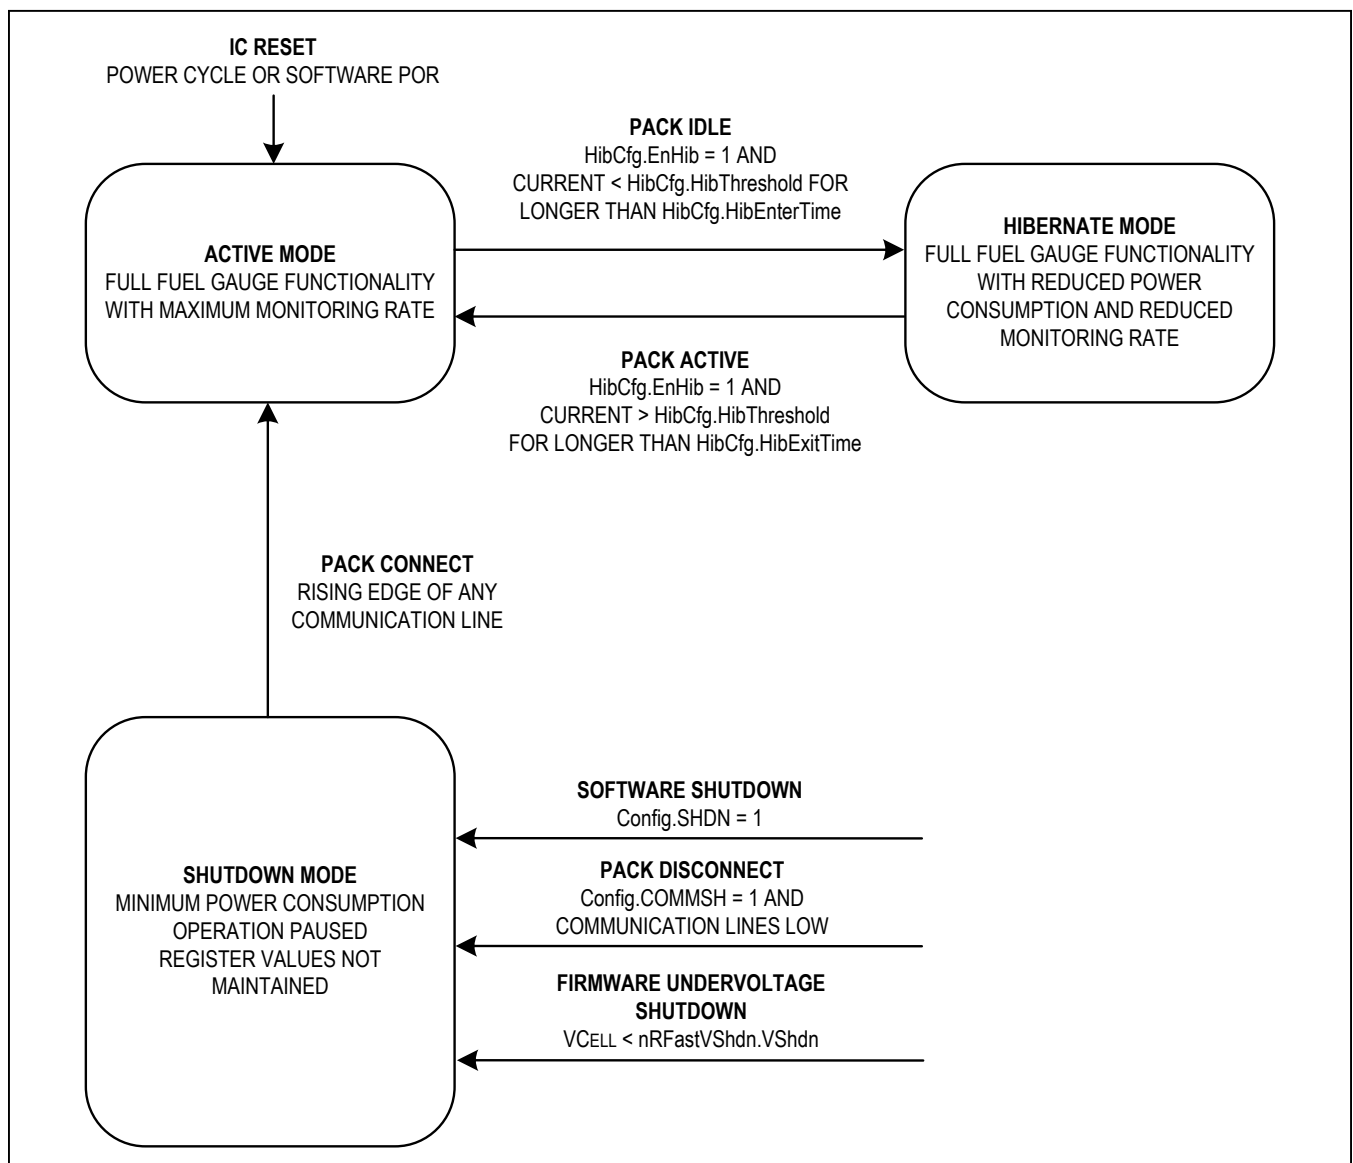 IC RESET
POWER CYCLE OR SOFTWARE POR
PACK IDLE
HibCfg.EnHib = 1 AND
CURRENT < HibCfg.HibThreshold FOR
LONGER THAN HibCfg.HibEnterTime
ACTIVE MODE
FULL FUEL GAUGE FUNCTIONALITY
WITH MAXIMUM MONITORING RATE
HIBERNATE MODE
FULL FUEL GAUGE FUNCTIONALITY
WITH REDUCED POWER
CONSUMPTION AND REDUCED
MONITORING RATE
PACK ACTIVE
HibCfg.EnHib = 1 AND
CURRENT > HibCfg.HibThreshold
FOR LONGER THAN HibCfg.HibExitTime
PACK CONNECT
RISING EDGE OF ANY
COMMUNICATION LINE
SHUTDOWN MODE
MINIMUM POWER CONSUMPTION
OPERATION PAUSED
REGISTER VALUES NOT
MAINTAINED
SOFTWARE SHUTDOWN
Config.SHDN = 1
PACK DISCONNECT
Config.COMMSH = 1 AND
COMMUNICATION LINES LOW
FIRMWARE UNDERVOLTAGE
SHUTDOWN
VCELL < nRFastVShdn.VShdn